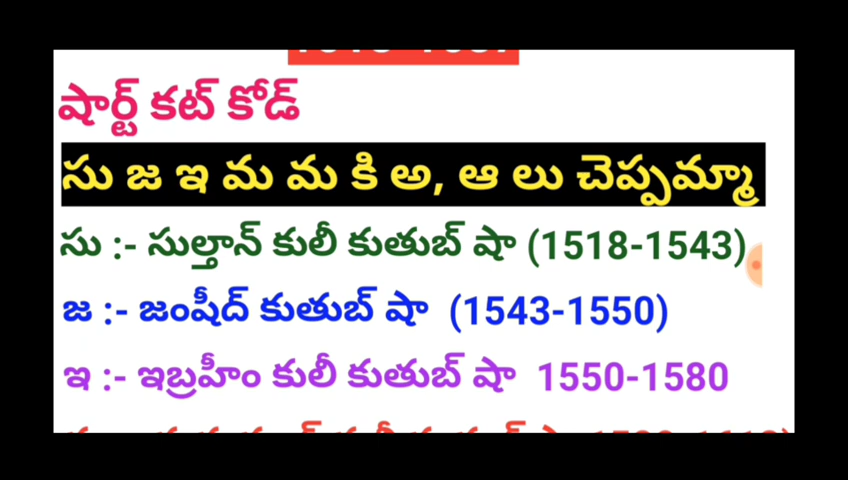 షార్ట్ కట్ కోడ్
సు జ ఇ మ మ కి అ, ఆ లు చెప్పమ్మా
సు :- సుల్తాన్ కులీ కుతుబ్ షా (1518-1543)
జ :- జంషీద్ కుతుబ్ షా (1543-1550)
ఇ :- ఇబ్రహీం కులీ కుతుబ్ షా 1550-1580